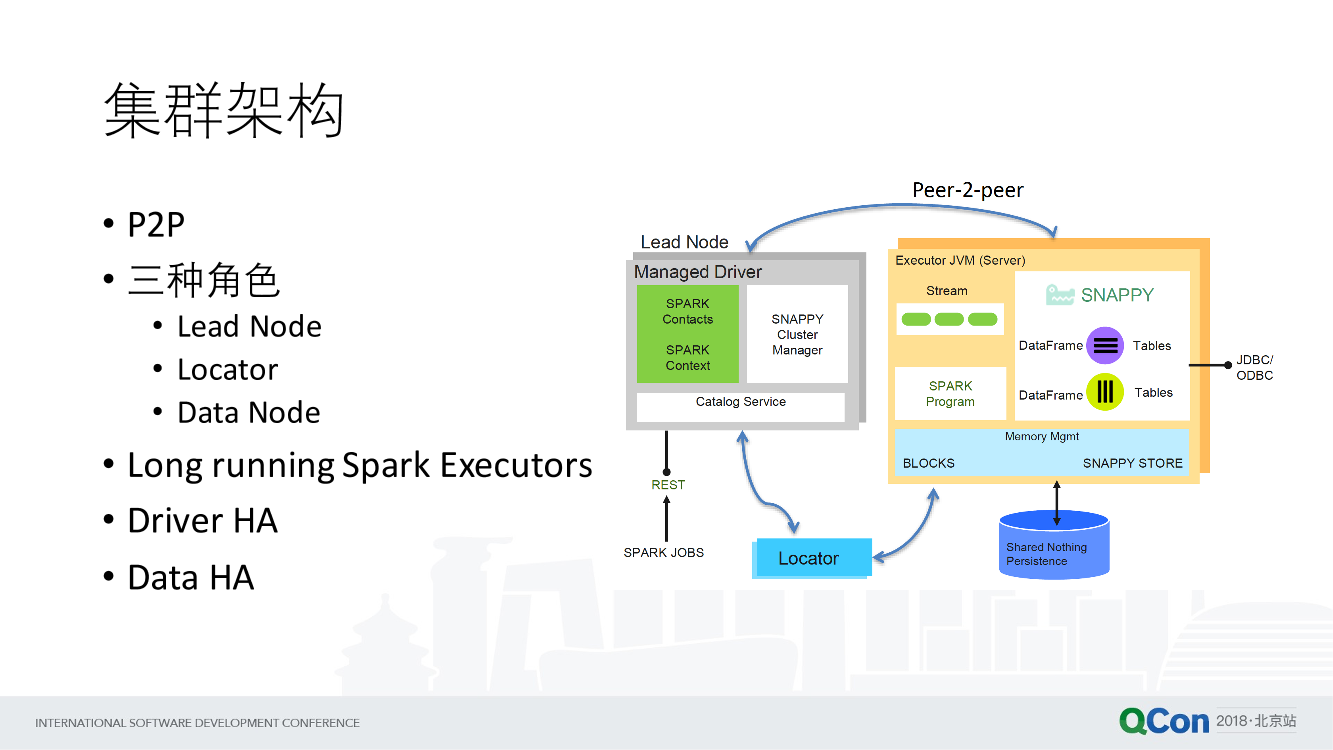 集群架构
• P2P
• 三种角色
• Lead Node
• Locator
• Data Node
• Long running Spark Executors
• Driver HA
• Data HA
Peer-2-peer
Lead Node
Managed Driver
SPARK
Contacts
SPARK
Context
SNAPPY
Cluster
Manager
Catalog Service
REST
SPARK JOBS
Locator
Executor JVM (Server)
Stream
SPARK
Program
SNAPPY
DataFrame Tables
DataFrame Tables
Memory Mgmt
BLOCKS SNAPPY STORE
JDBC/
ODBC
Shared Nothing
Persistence
INTERNATIONAL SOFTWARE DEVELOPMENT CONFERENCE
QCon 2018·北京站